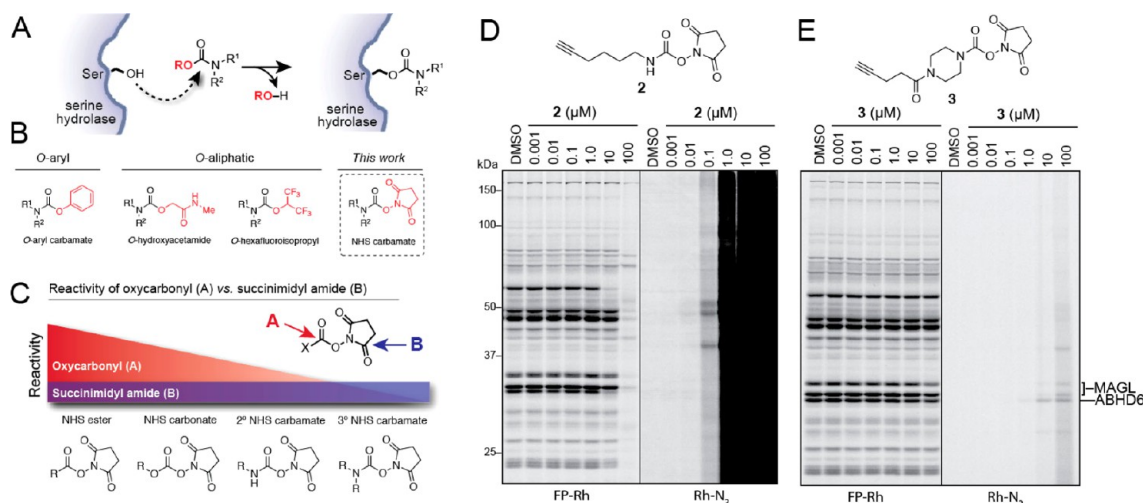 A
Ser
OH
serine
hydrolase
RO
O
N
R¹
R²
RO–H
Ser
O
O
N
R¹
R²
serine
hydrolase
B
O-aryl
O-aliphatic
This work
O-aryl carbamate
O-hydroxyacetamide
O-hexafluoroisopropyl
NHS carbamate
C
Reactivity of oxycarbonyl (A) vs. succinimidyl amide (B)
Reactivity
A
B
Oxycarbonyl (A)
Succinimidyl amide (B)
NHS ester
NHS carbonate
2º NHS carbamate
3º NHS carbamate
D
2
2 (µM)
2 (µM)
DMSO 0.001 0.01 0.1 1.0 10 100
DMSO 0.001 0.01 0.1 1.0 10 100
kDa
150
100
50
37
25
FP-Rh
Rh-N₃
E
3
3 (µM)
3 (µM)
DMSO 0.001 0.01 0.1 1.0 10 100
DMSO 0.001 0.01 0.1 1.0 10 100
MAGL
ABHD6
FP-Rh
Rh-N₃